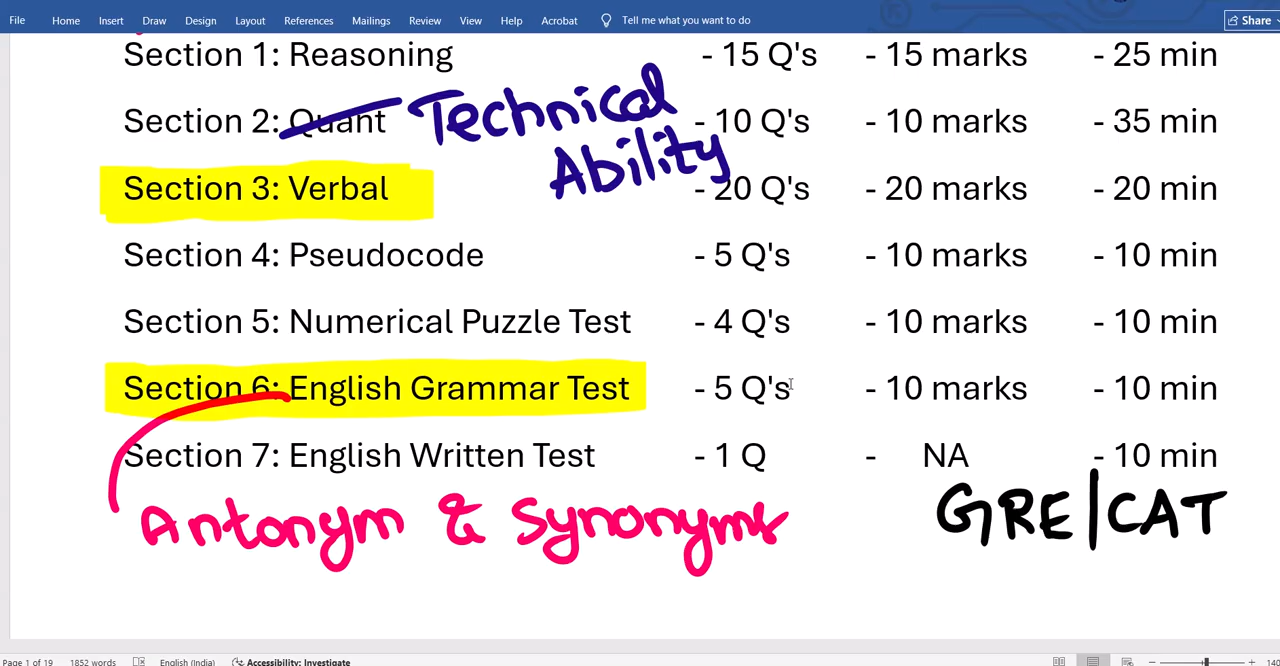 File Home Insert Draw Design Layout References Mailings Review View Help Acrobat Tell me what you want to do Share
Section 1: Reasoning - 15 Q's - 15 marks - 25 min
Section 2: Quant Technical Ability - 10 Q's - 10 marks - 35 min
Section 3: Verbal - 20 Q's - 20 marks - 20 min
Section 4: Pseudocode - 5 Q's - 10 marks - 10 min
Section 5: Numerical Puzzle Test - 4 Q's - 10 marks - 10 min
Section 6: English Grammar Test - 5 Q's - 10 marks - 10 min
Section 7: English Written Test - 1 Q - NA - 10 min
Antonym & Synonyms GRE|CAT
Page 1 of 19 1852 words English (India) Accessibility: Investigate 140